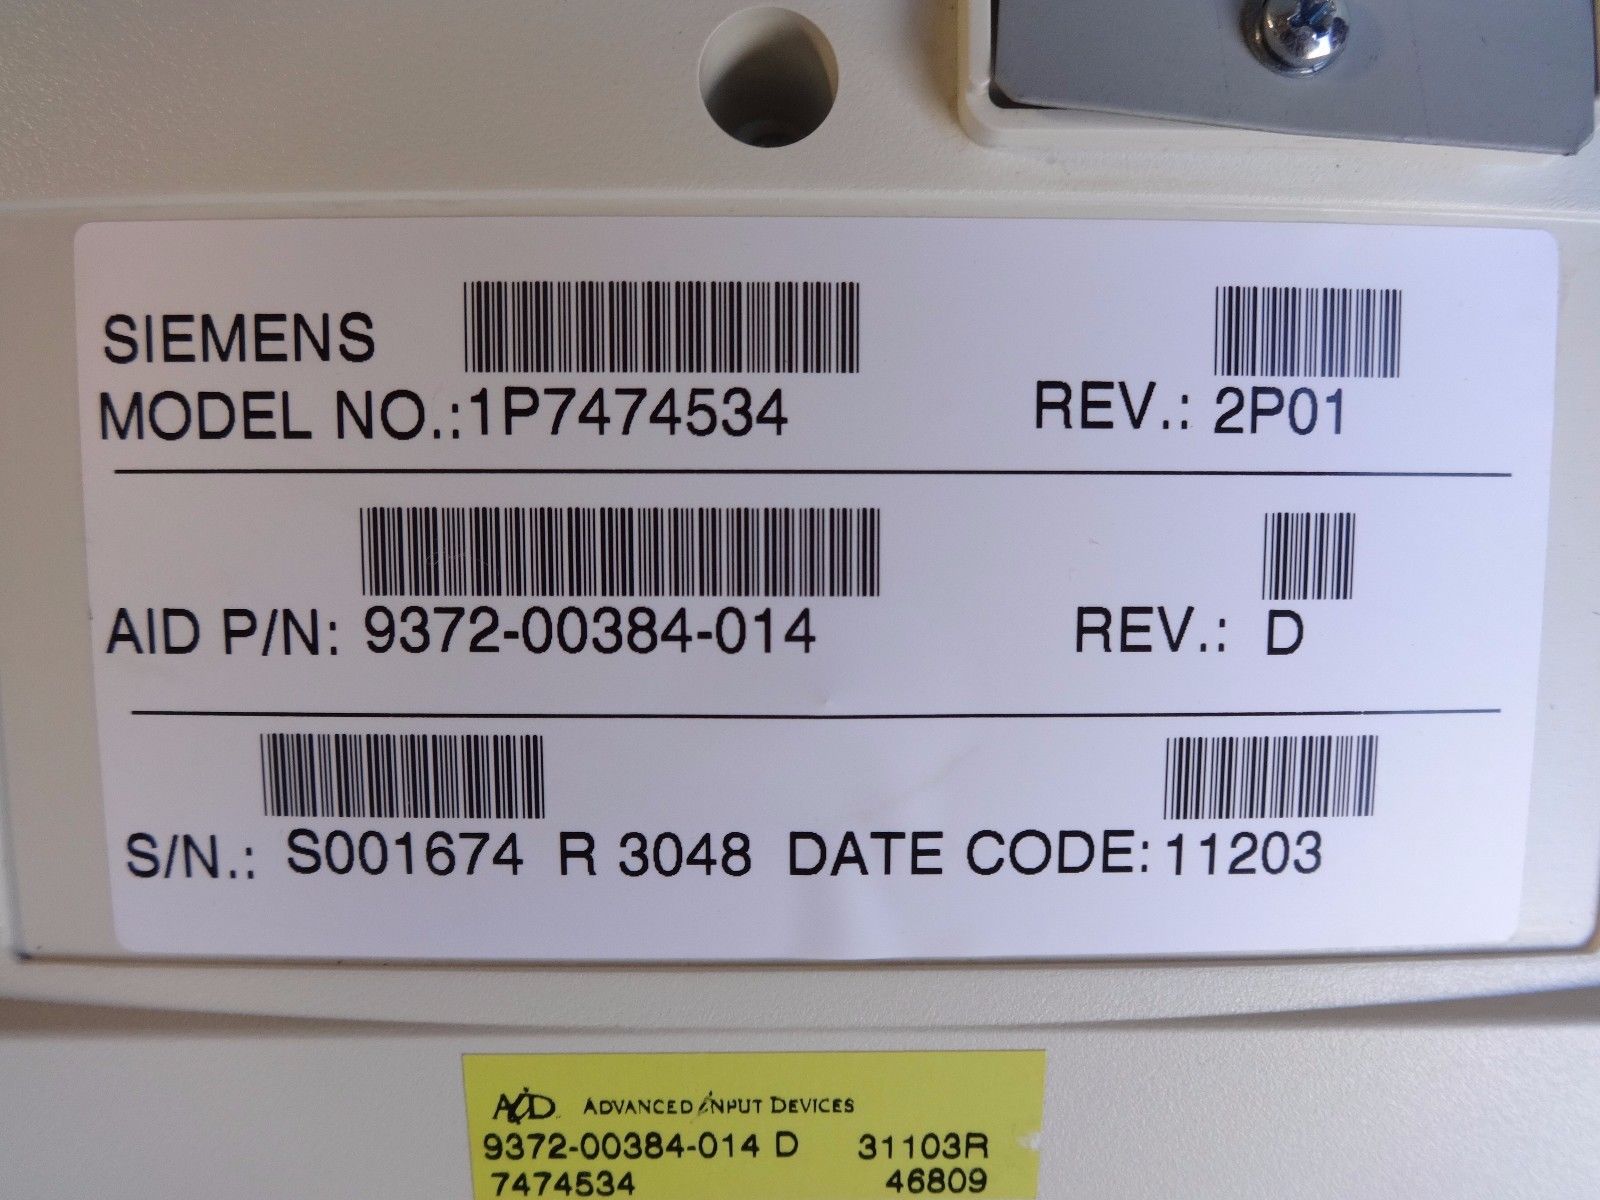 SIEMENS
MODEL NO.:1P7474534 REV.: 2P01
AID P/N: 9372-00384-014 REV.: D
S/N.: S001674 R 3048 DATE CODE:11203
AID ADVANCED INPUT DEVICES
9372-00384-014 D 31103R
7474534 46809